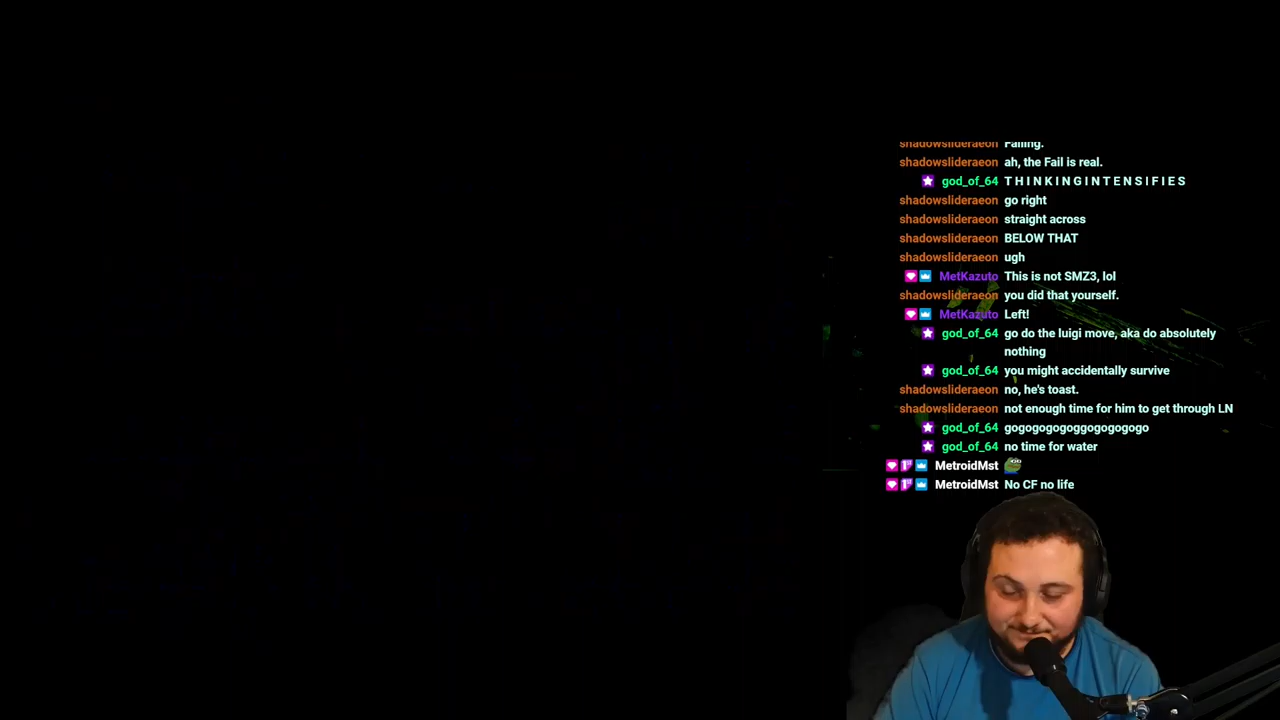 shadowslideraeon Falling.
shadowslideraeon ah, the Fail is real.
god_of_64 T H I N K I N G I N T E N S I F I E S
shadowslideraeon go right
shadowslideraeon straight across
shadowslideraeon BELOW THAT
shadowslideraeon ugh
MetKazuto This is not SMZ3, lol
shadowslideraeon you did that yourself.
MetKazuto Left!
god_of_64 go do the luigi move, aka do absolutely
nothing
god_of_64 you might accidentally survive
shadowslideraeon no, he's toast.
shadowslideraeon not enough time for him to get through LN
god_of_64 gogogogogoggogogogogo
god_of_64 no time for water
MetroidMst
MetroidMst No CF no life